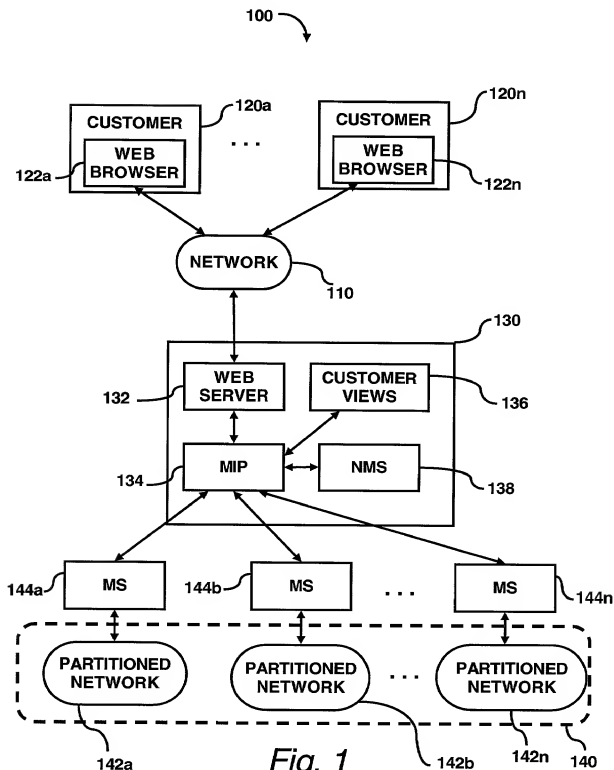 100
120a
120n
CUSTOMER
CUSTOMER
...
WEB
BROWSER
WEB
BROWSER
122a
122n
NETWORK
110
130
WEB
SERVER
CUSTOMER
VIEWS
132
136
MIP
NMS
134
138
144a
MS
144b
MS
...
MS
144n
PARTITIONED
NETWORK
PARTITIONED
NETWORK
...
PARTITIONED
NETWORK
142a
142b
142n
140
Fig. 1